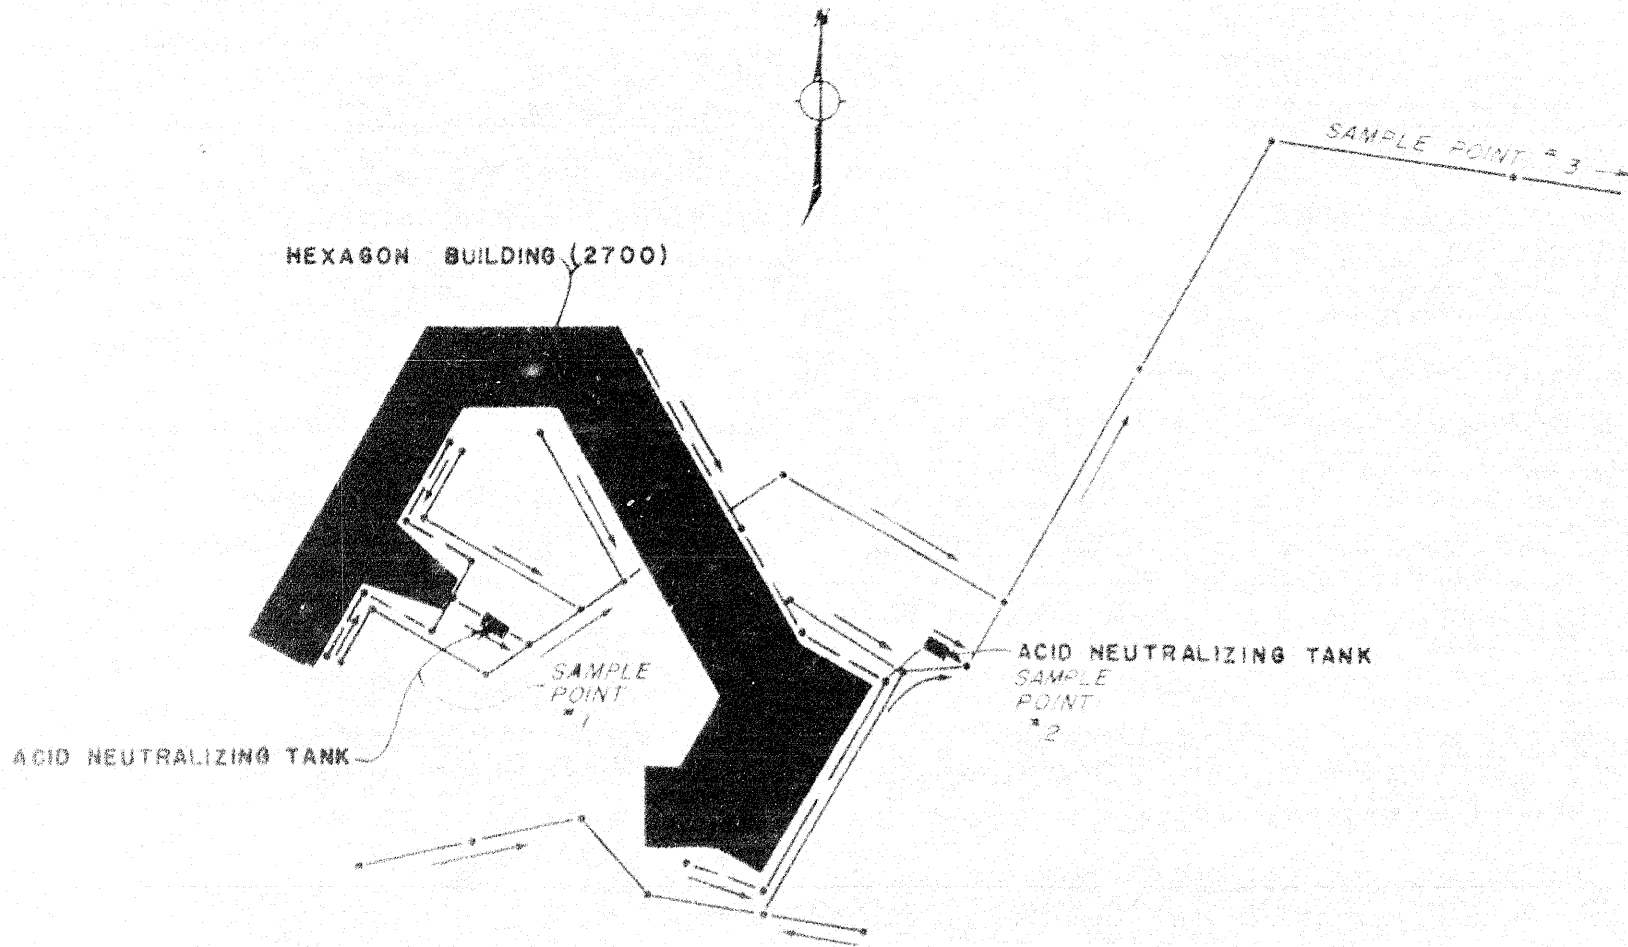 N
SAMPLE POINT # 3
HEXAGON BUILDING (2700)
ACID NEUTRALIZING TANK
SAMPLE
POINT
# 2
SAMPLE
POINT
# 1
ACID NEUTRALIZING TANK